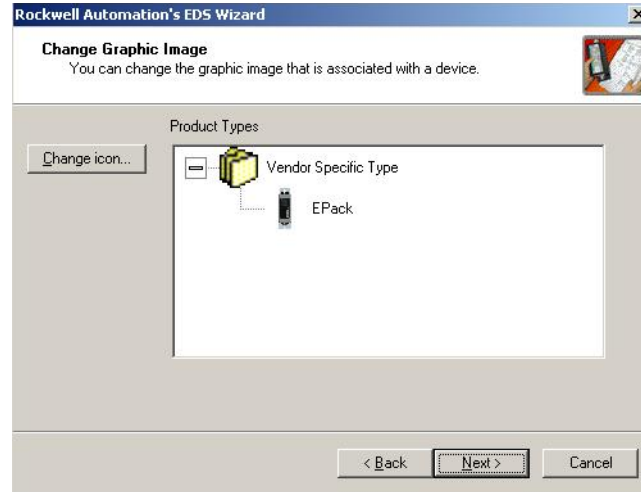 Rockwell Automation's EDS Wizard
Change Graphic Image
You can change the graphic image that is associated with a device.
Product Types
Change icon...
Vendor Specific Type
EPack
< Back
Next >
Cancel